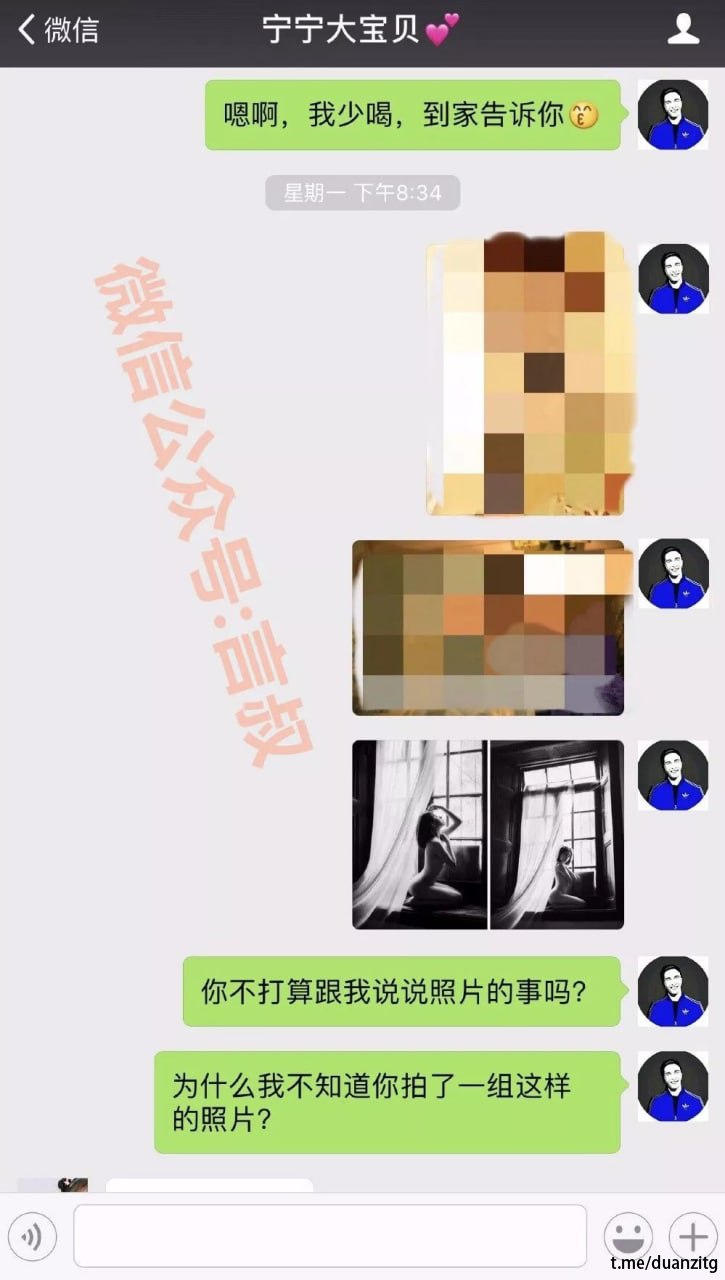 微信
宁宁大宝贝💕
嗯啊，我少喝，到家告诉你😙
星期一 下午8:34
微信公众号:言叔
你不打算跟我说说照片的事吗？
为什么我不知道你拍了一组这样
的照片？
t.me/duanzitg